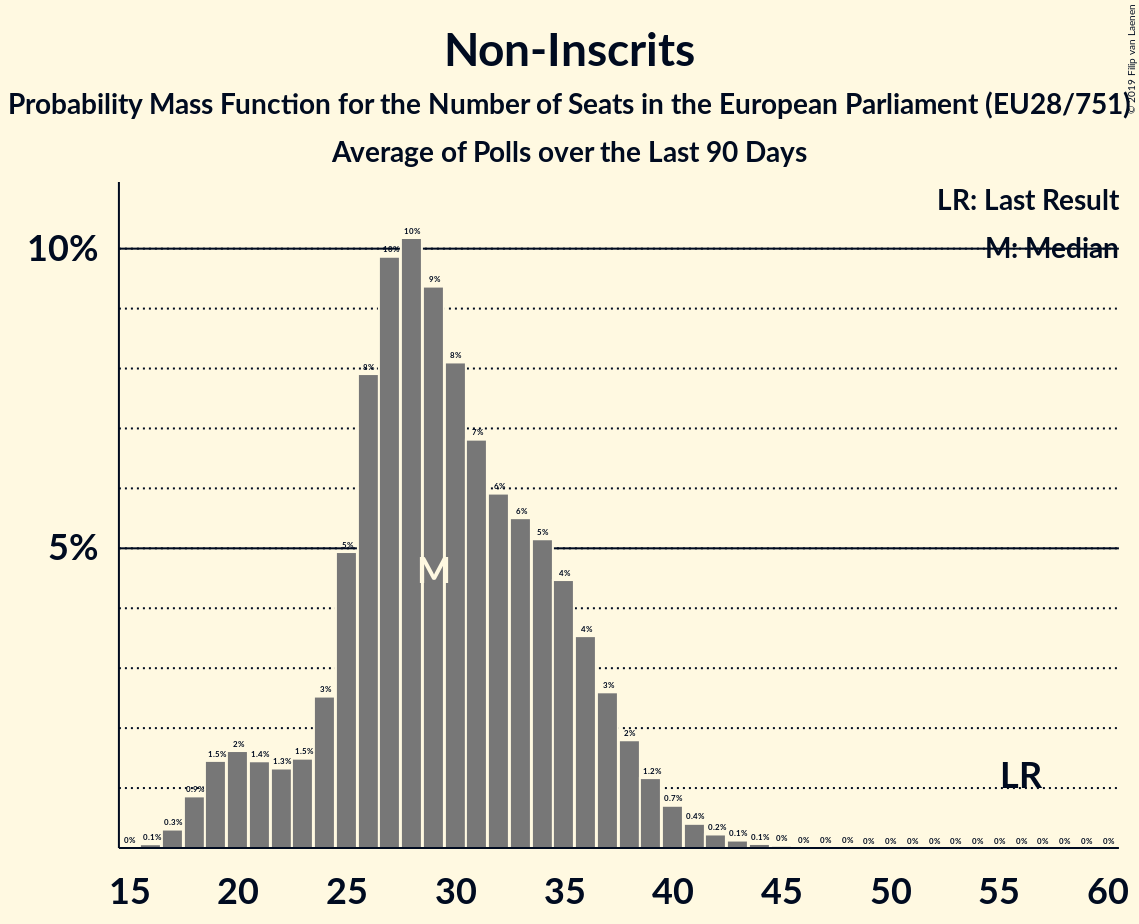 Non-Inscrits
Probability Mass Function for the Number of Seats in the European Parliament (EU28/751)
Average of Polls over the Last 90 Days
© 2019 Filip van Laenen
LR: Last Result
M: Median
10%
5%
0% 0.1% 0.3% 0.9% 1.5% 2% 1.4% 1.3% 1.5% 3% 5% 8% 10% 10% 9% 8% 7% 6% 6% 5% 4% 4% 3% 2% 1.2% 0.7% 0.4% 0.2% 0.1% 0.1% 0% 0% 0% 0% 0% 0% 0% 0% 0% 0% 0% 0% 0% 0% 0% 0%
M
LR
15 20 25 30 35 40 45 50 55 60